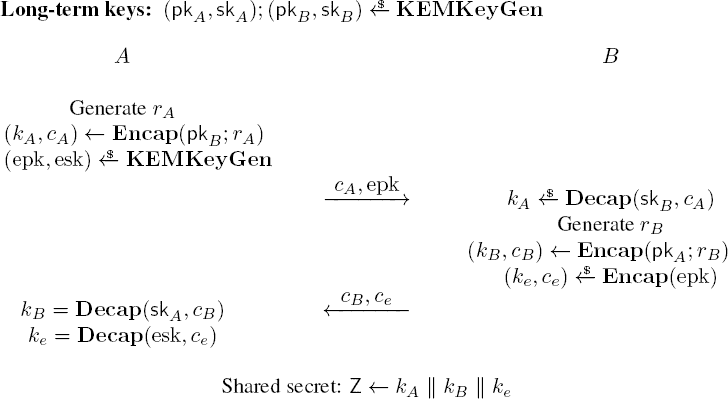 Long-term keys: (pk_A, sk_A); (pk_B, sk_B) ←$ KEMKeyGen
A B
Generate r_A
(k_A, c_A) ← Encap(pk_B; r_A)
(epk, esk) ←$ KEMKeyGen
c_A, epk
k_A ←$ Decap(sk_B, c_A)
Generate r_B
(k_B, c_B) ← Encap(pk_A; r_B)
(k_e, c_e) ←$ Encap(epk)
c_B, c_e
k_B = Decap(sk_A, c_B)
k_e = Decap(esk, c_e)
Shared secret: Z ← k_A ∥ k_B ∥ k_e